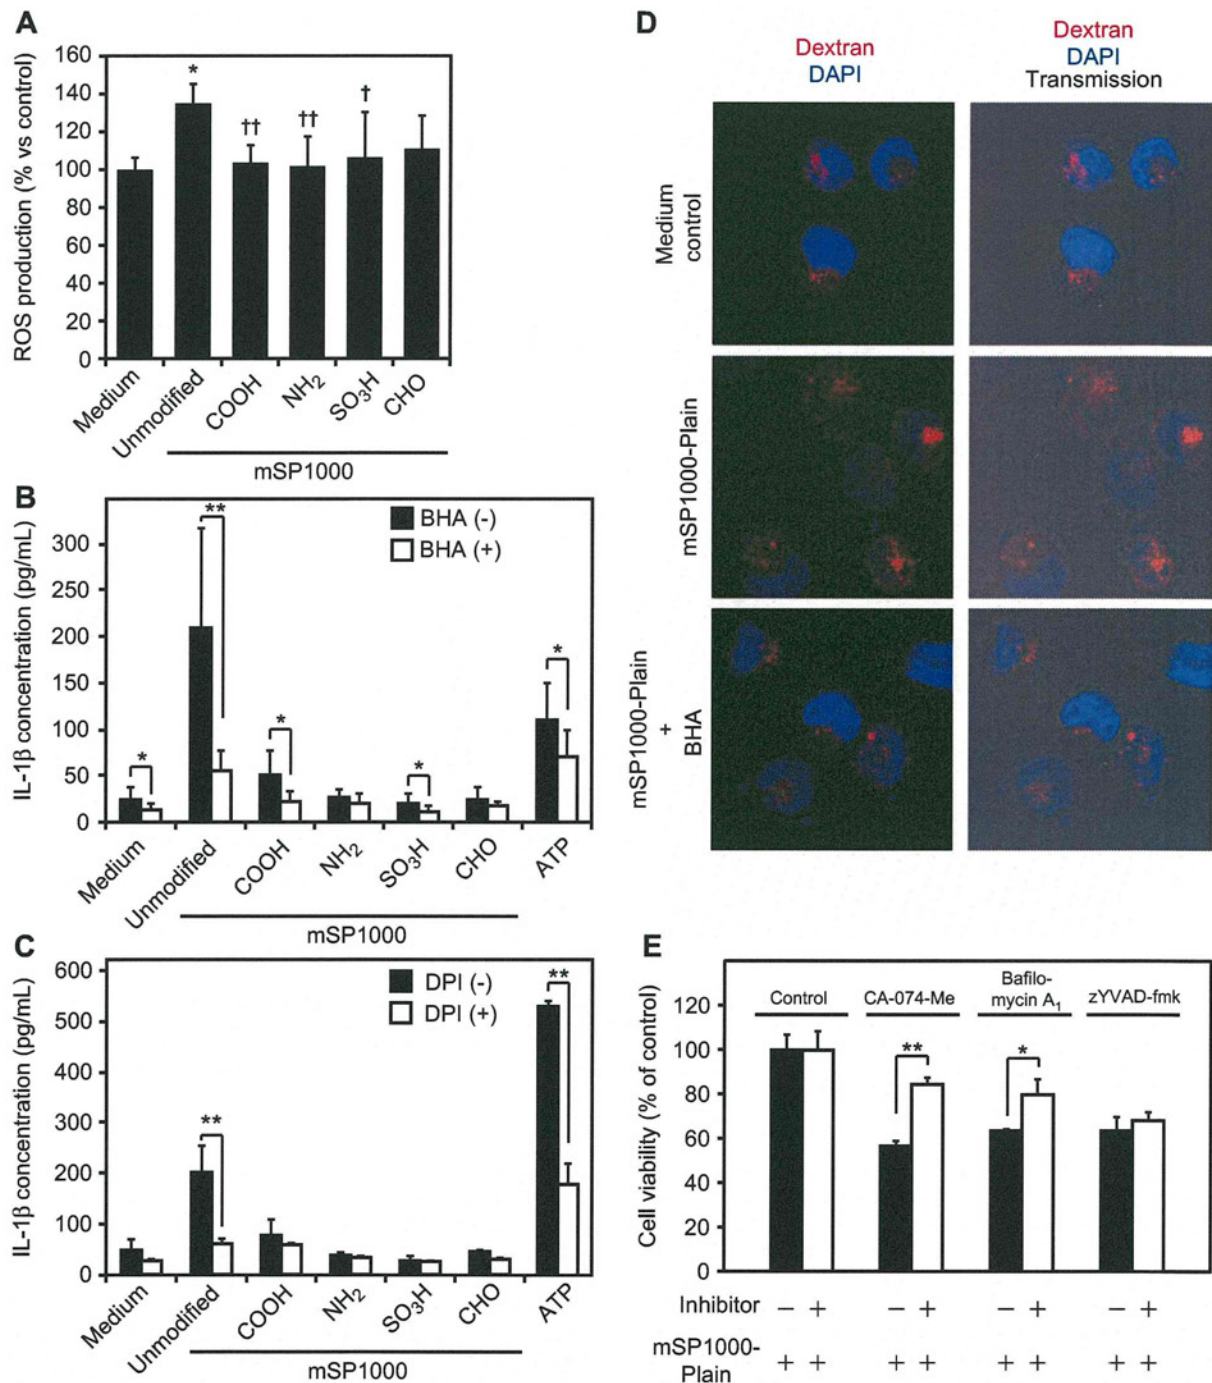 A
ROS production (% vs control)
160
140
120
100
80
60
40
20
0
*
††
††
†
Medium
Unmodified
COOH
NH2
SO3H
CHO
mSP1000
B
IL-1β concentration (pg/mL)
300
250
200
150
100
50
0
BHA (-)
BHA (+)
*
**
*
*
*
Medium
Unmodified
COOH
NH2
SO3H
CHO
ATP
mSP1000
C
IL-1β concentration (pg/mL)
600
500
400
300
200
100
0
DPI (-)
DPI (+)
**
**
Medium
Unmodified
COOH
NH2
SO3H
CHO
ATP
mSP1000
D
Dextran
DAPI
Dextran
DAPI
Transmission
Medium
control
mSP1000-Plain
mSP1000-Plain
+
BHA
E
Cell viability (% of control)
120
100
80
60
40
20
0
Control
CA-074-Me
Bafilo-
mycin A1
zYVAD-fmk
**
*
Inhibitor
− + − + − + − +
mSP1000-
Plain
+ + + + + + + +